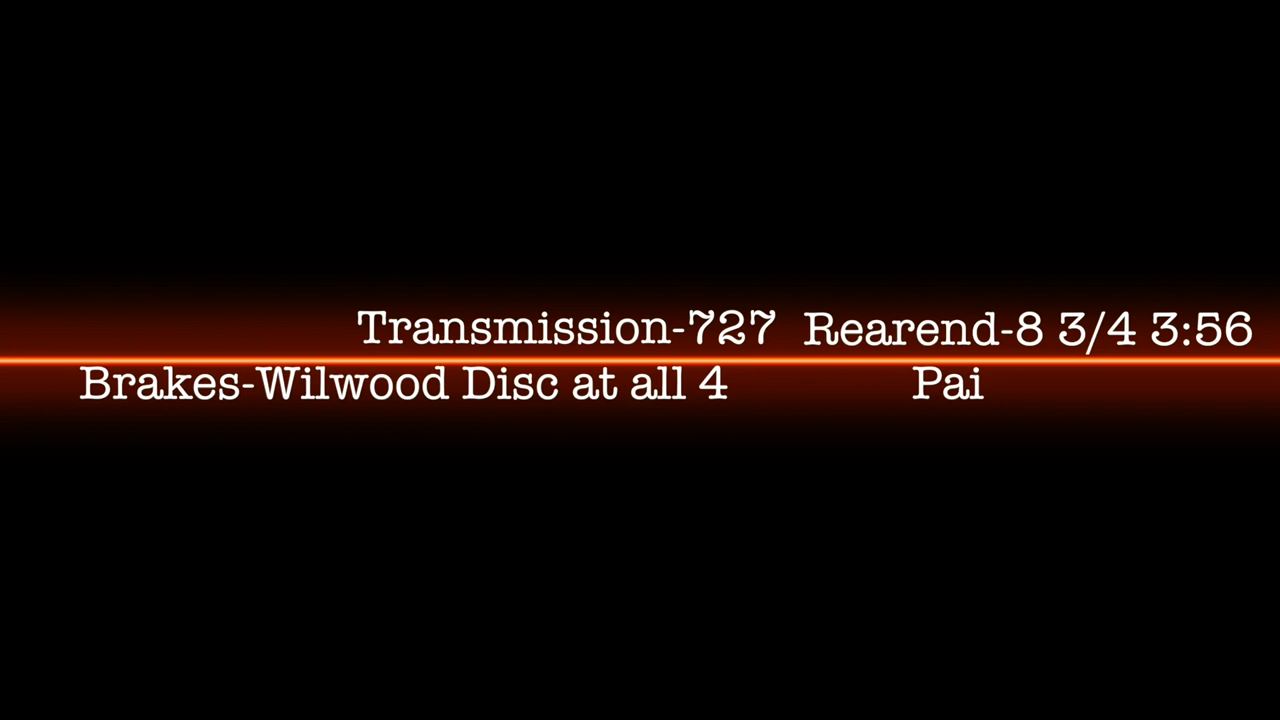 Transmission-727 Rearend-8 3/4 3:56
Brakes-Wilwood Disc at all 4 Pai